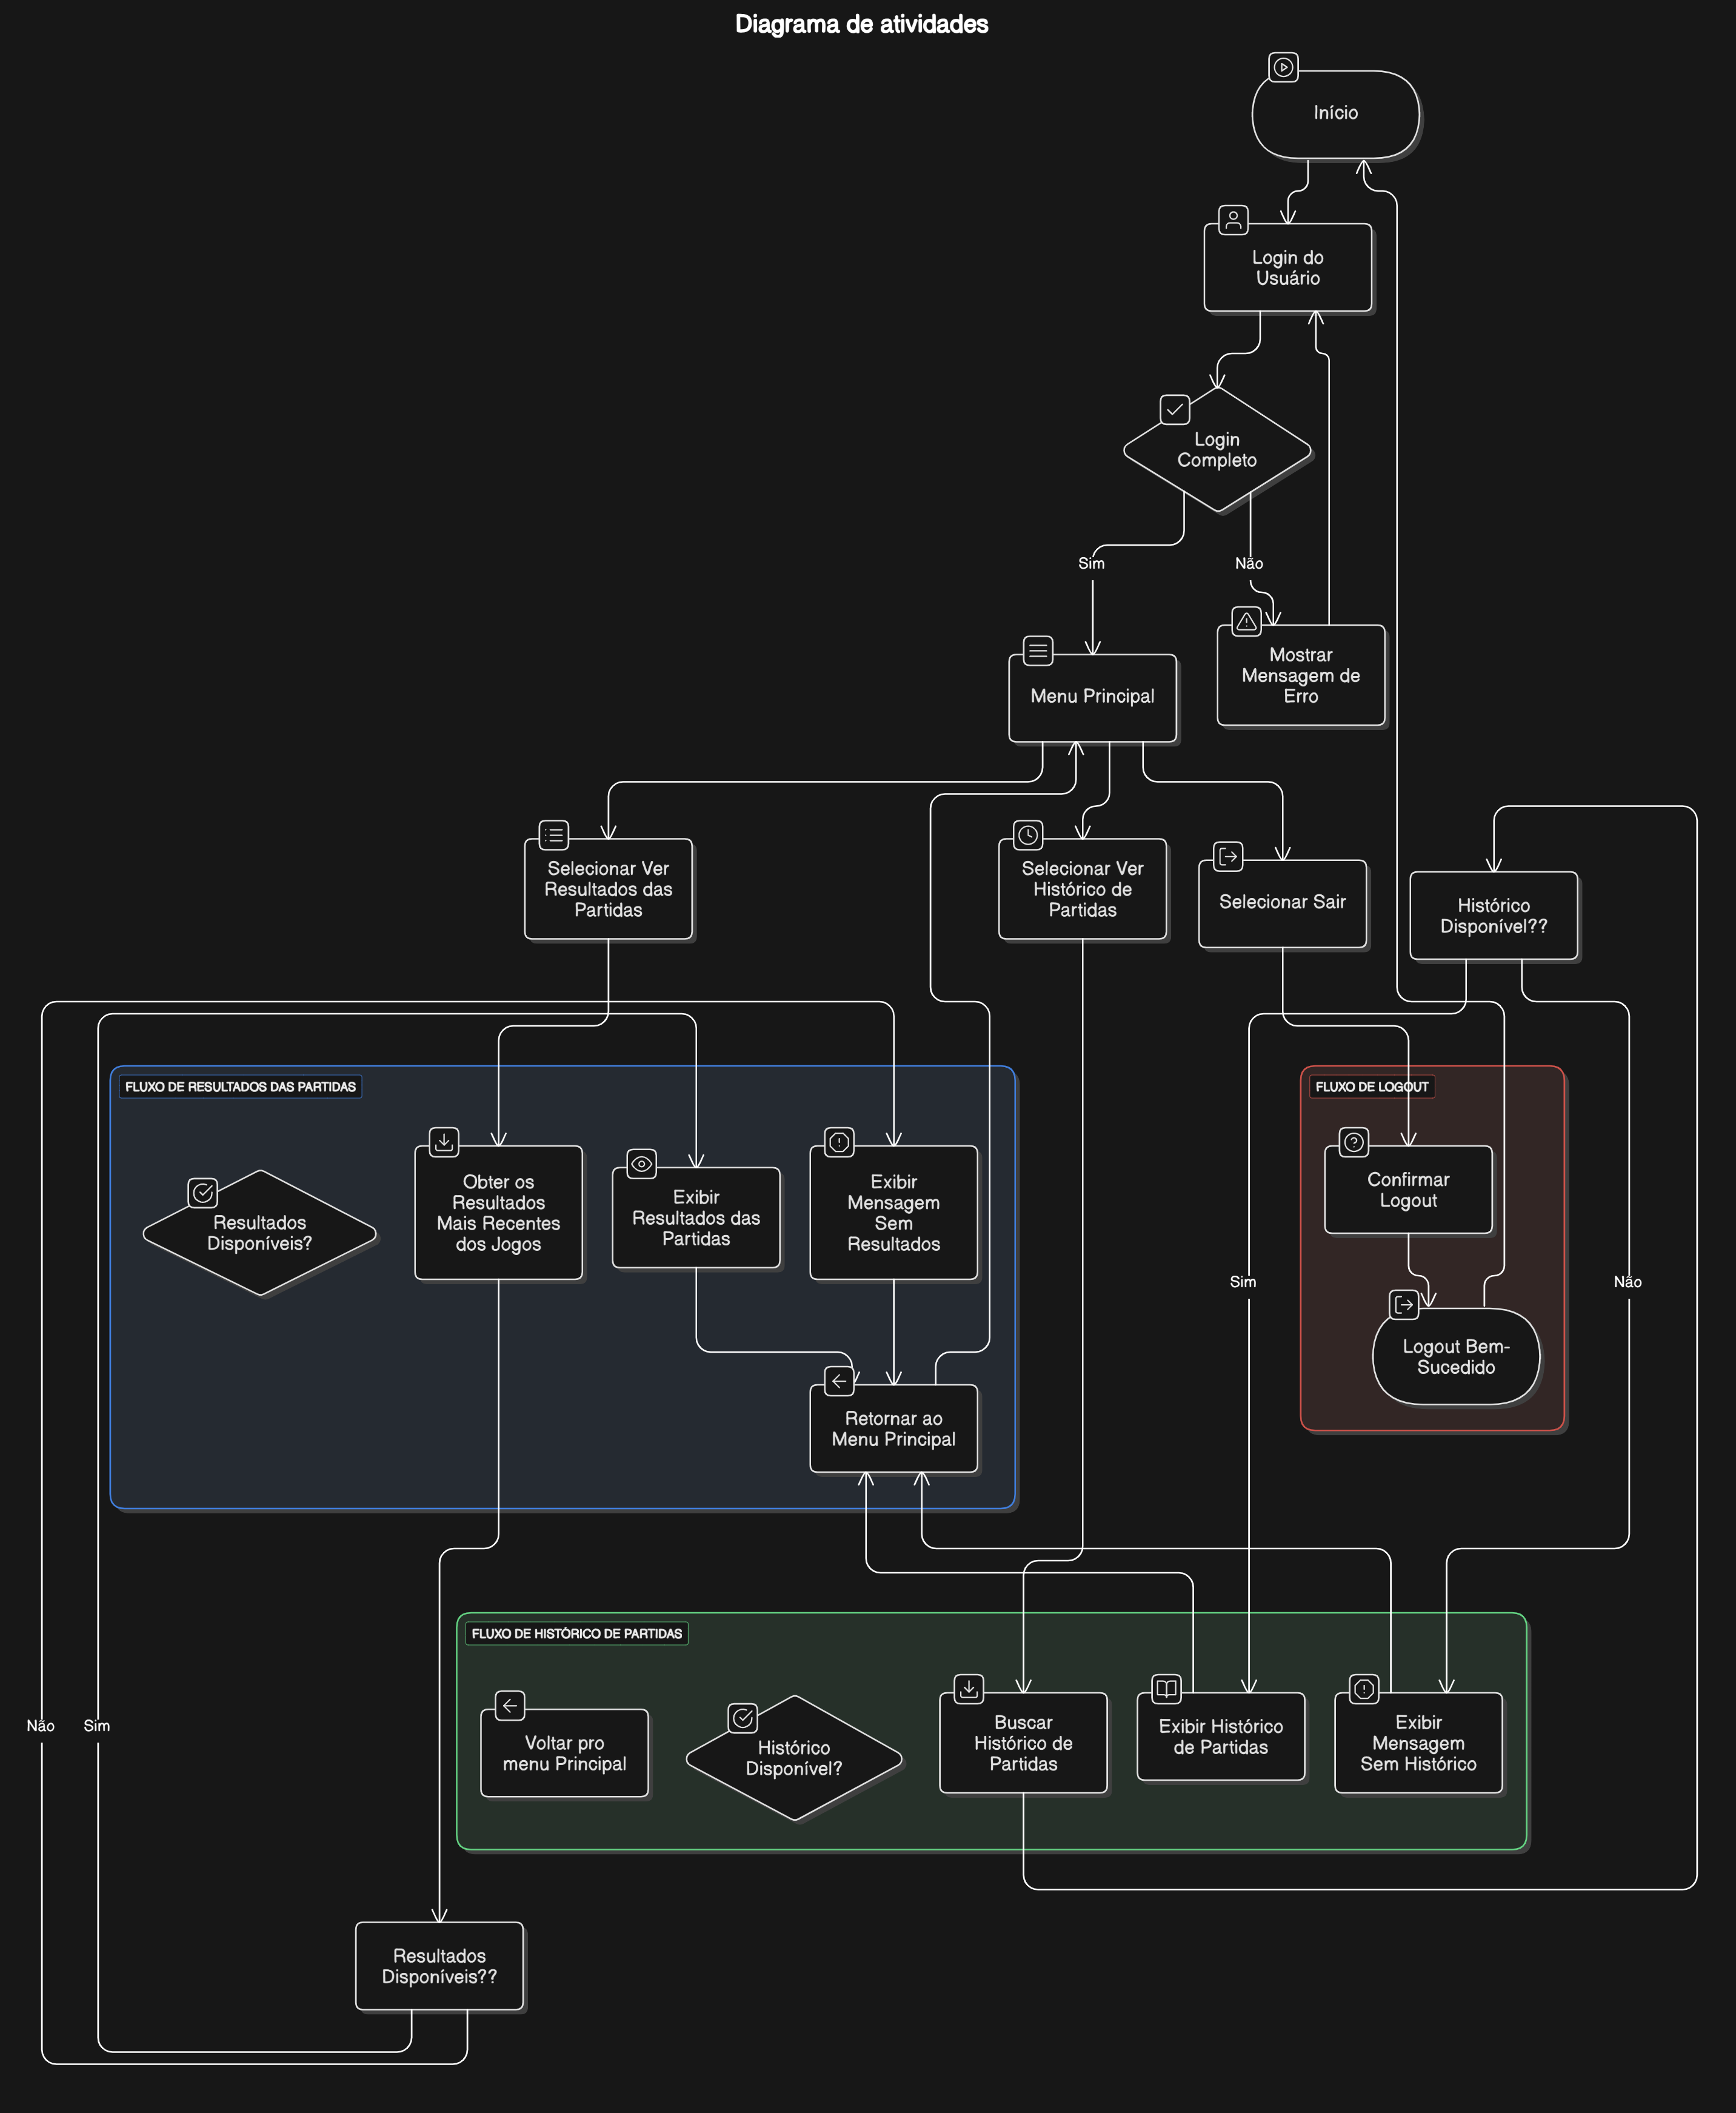 Diagrama de atividades
Início
Login do
Usuário
Login
Completo
Sim
Não
Mostrar
Mensagem de
Erro
Menu Principal
Selecionar Ver
Resultados das
Partidas
Selecionar Ver
Histórico de
Partidas
Selecionar Sair
Histórico
Disponível??
FLUXO DE RESULTADOS DAS PARTIDAS
Resultados
Disponíveis?
Obter os
Resultados
Mais Recentes
dos Jogos
Exibir
Resultados das
Partidas
Exibir
Mensagem
Sem
Resultados
Retornar ao
Menu Principal
FLUXO DE LOGOUT
Confirmar
Logout
Logout Bem-
Sucedido
Sim
Não
FLUXO DE HISTÓRICO DE PARTIDAS
Voltar pro
menu Principal
Histórico
Disponível?
Buscar
Histórico de
Partidas
Exibir Histórico
de Partidas
Exibir
Mensagem
Sem Histórico
Não
Sim
Resultados
Disponíveis??